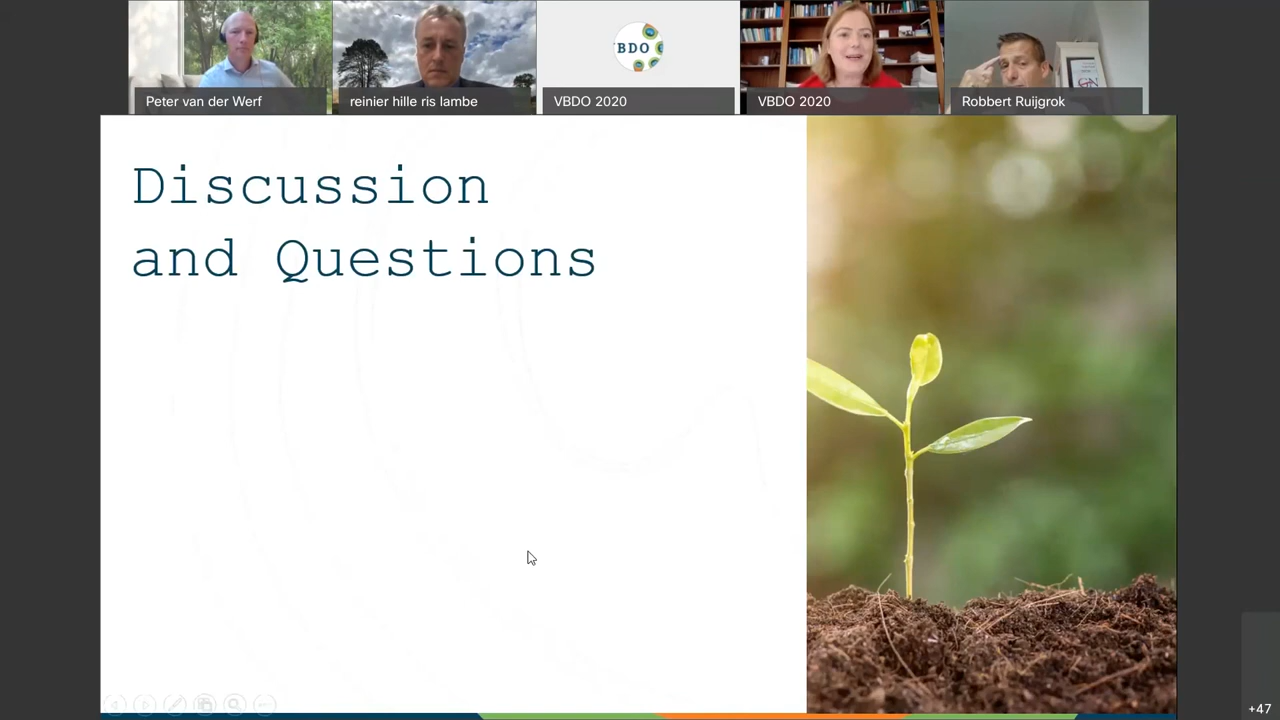 Peter van der Werf
reinier hille ris lambe
BDO
VBDO 2020
VBDO 2020
Robbert Ruijgrok
Discussion
and Questions
+47